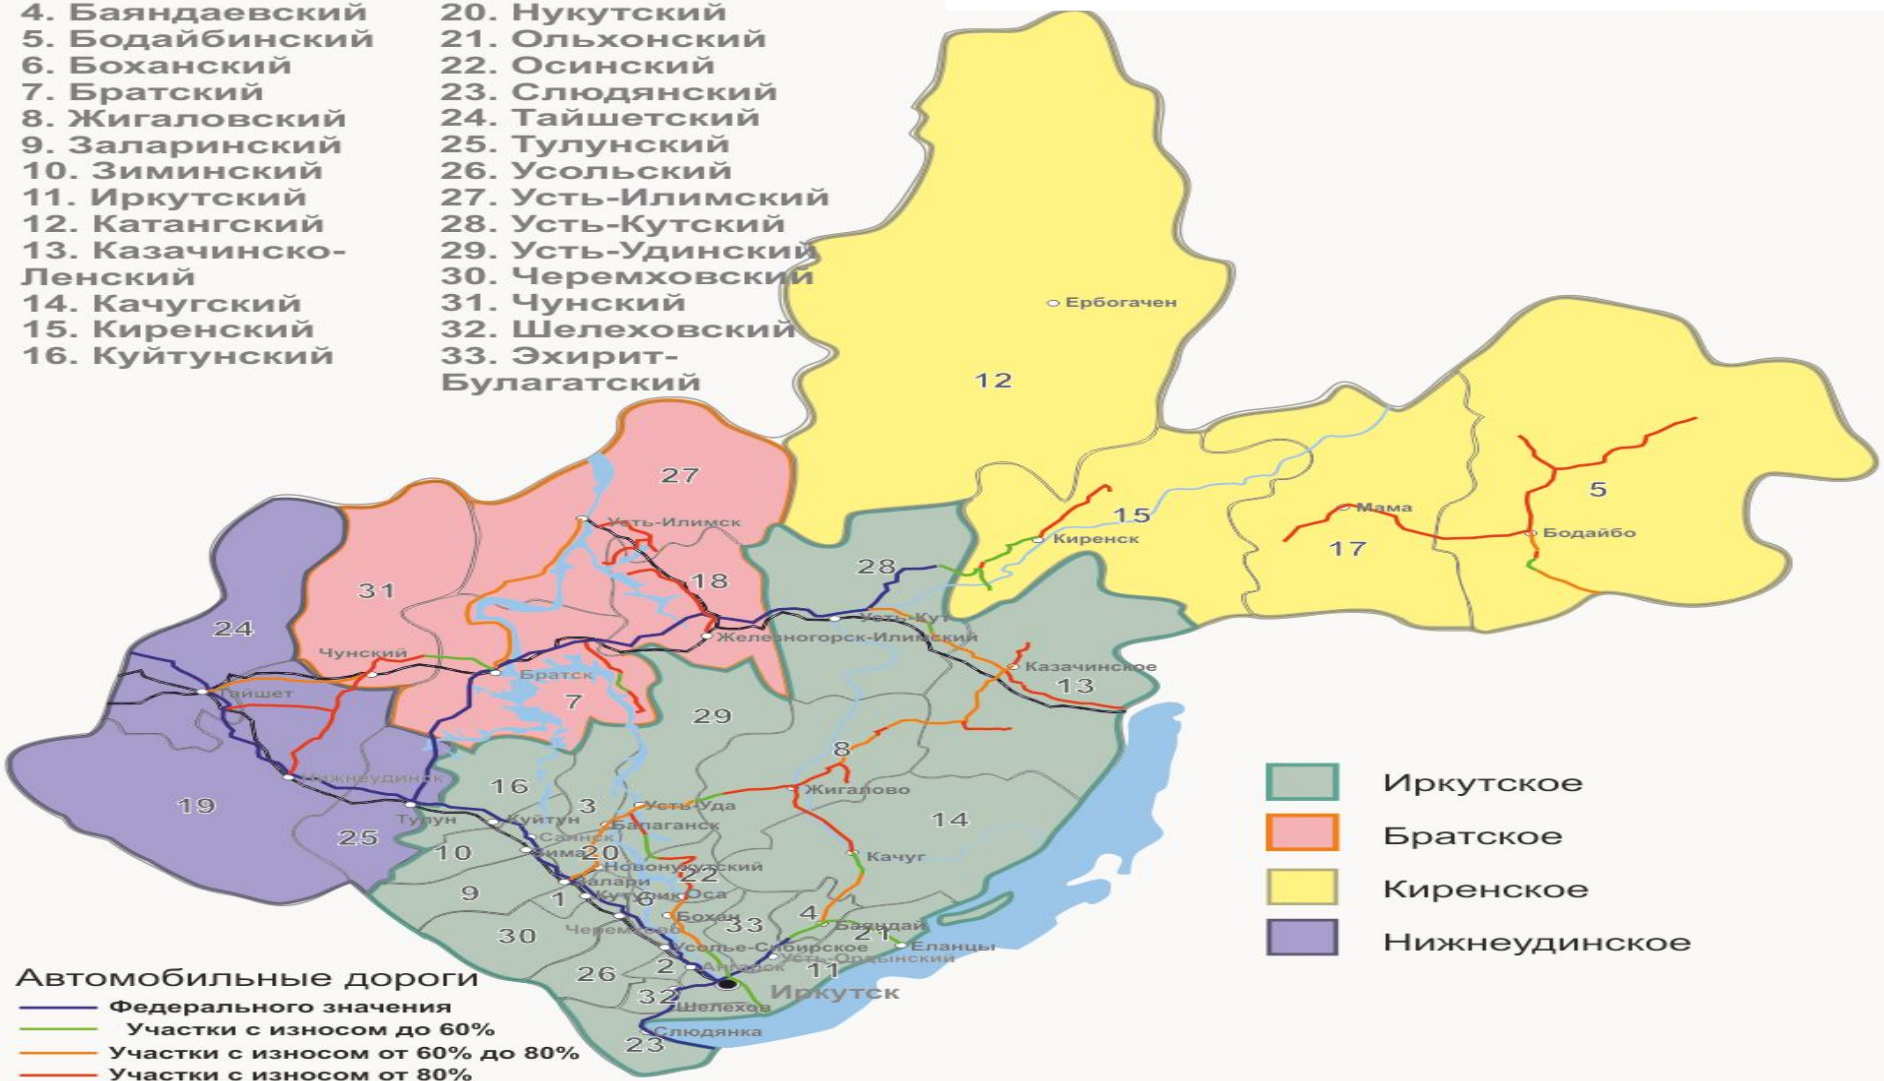 4. Баяндаевский
5. Бодайбинский
6. Боханский
7. Братский
8. Жигаловский
9. Заларинский
10. Зиминский
11. Иркутский
12. Катангский
13. Казачинско-
Ленский
14. Качугский
15. Киренский
16. Куйтунский
20. Нукутский
21. Ольхонский
22. Осинский
23. Слюдянский
24. Тайшетский
25. Тулунский
26. Усольский
27. Усть-Илимский
28. Усть-Кутский
29. Усть-Удинский
30. Черемховский
31. Чунский
32. Шелеховский
33. Эхирит-
Булагатский
Ербогачен
12
27
5
Усть-Илимск
15
Мама
Киренск
Бодайбо
17
28
18
31
Усть-Кут
24
Железногорск-Илимский
Чунский
Казачинское
Братск
13
Тайшет
7
29
8
Нижнеудинск
16
Жигалово
19
3
Усть-Уда
Тулун
Куйтун
14
Балаганск
25
Саянск
10
Зима
20
Качуг
Новонукутский
22
Залари
9
1
Кутулик
6
Оса
4
Бохан
33
Баяндай
Черемхово
21
30
Усолье-Сибирское
Еланцы
Усть-Ордынский
2
Ангарск
11
26
32
Иркутск
Шелехов
Слюдянка
23
Иркутское
Братское
Киренское
Нижнеудинское
Автомобильные дороги
Федерального значения
Участки с износом до 60%
Участки с износом от 60% до 80%
Участки с износом от 80%